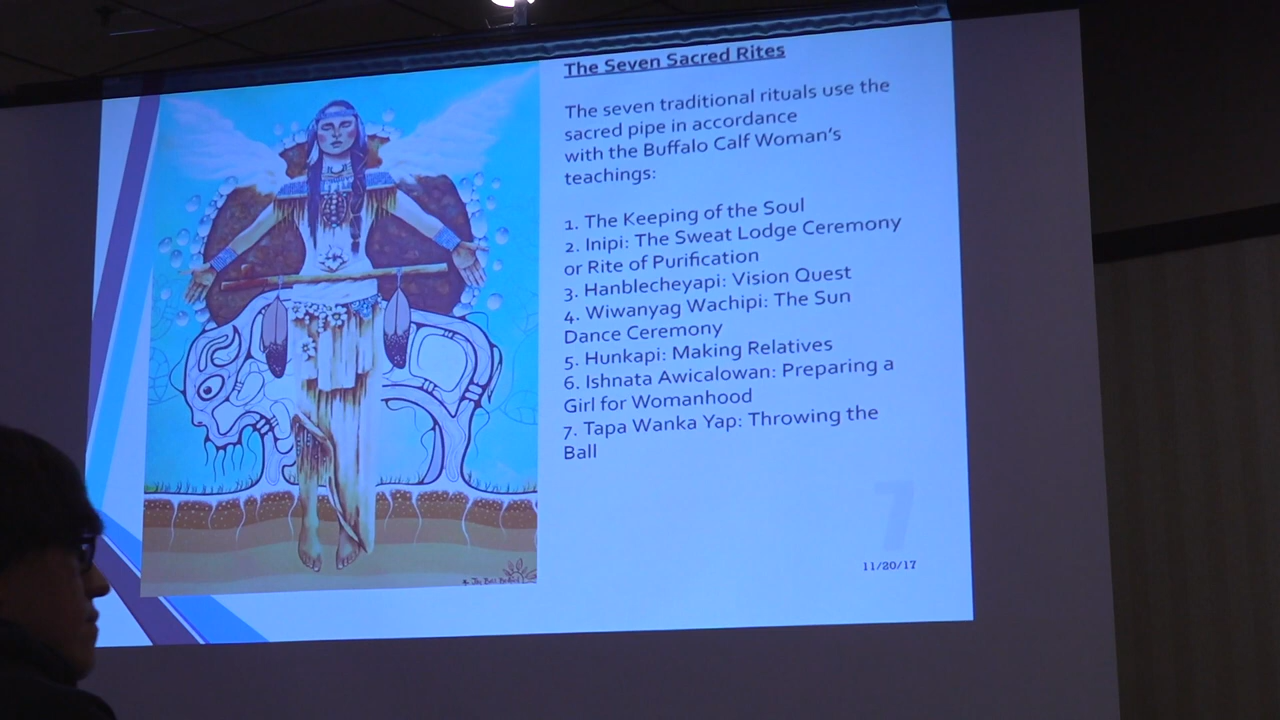 The Seven Sacred Rites
The seven traditional rituals use the
sacred pipe in accordance
with the Buffalo Calf Woman's
teachings:
1. The Keeping of the Soul
2. Inipi: The Sweat Lodge Ceremony
or Rite of Purification
3. Hanblecheyapi: Vision Quest
4. Wiwanyag Wachipi: The Sun
Dance Ceremony
5. Hunkapi: Making Relatives
6. Ishnata Awicalowan: Preparing a
Girl for Womanhood
7. Tapa Wanka Yap: Throwing the
Ball
7
11/20/17